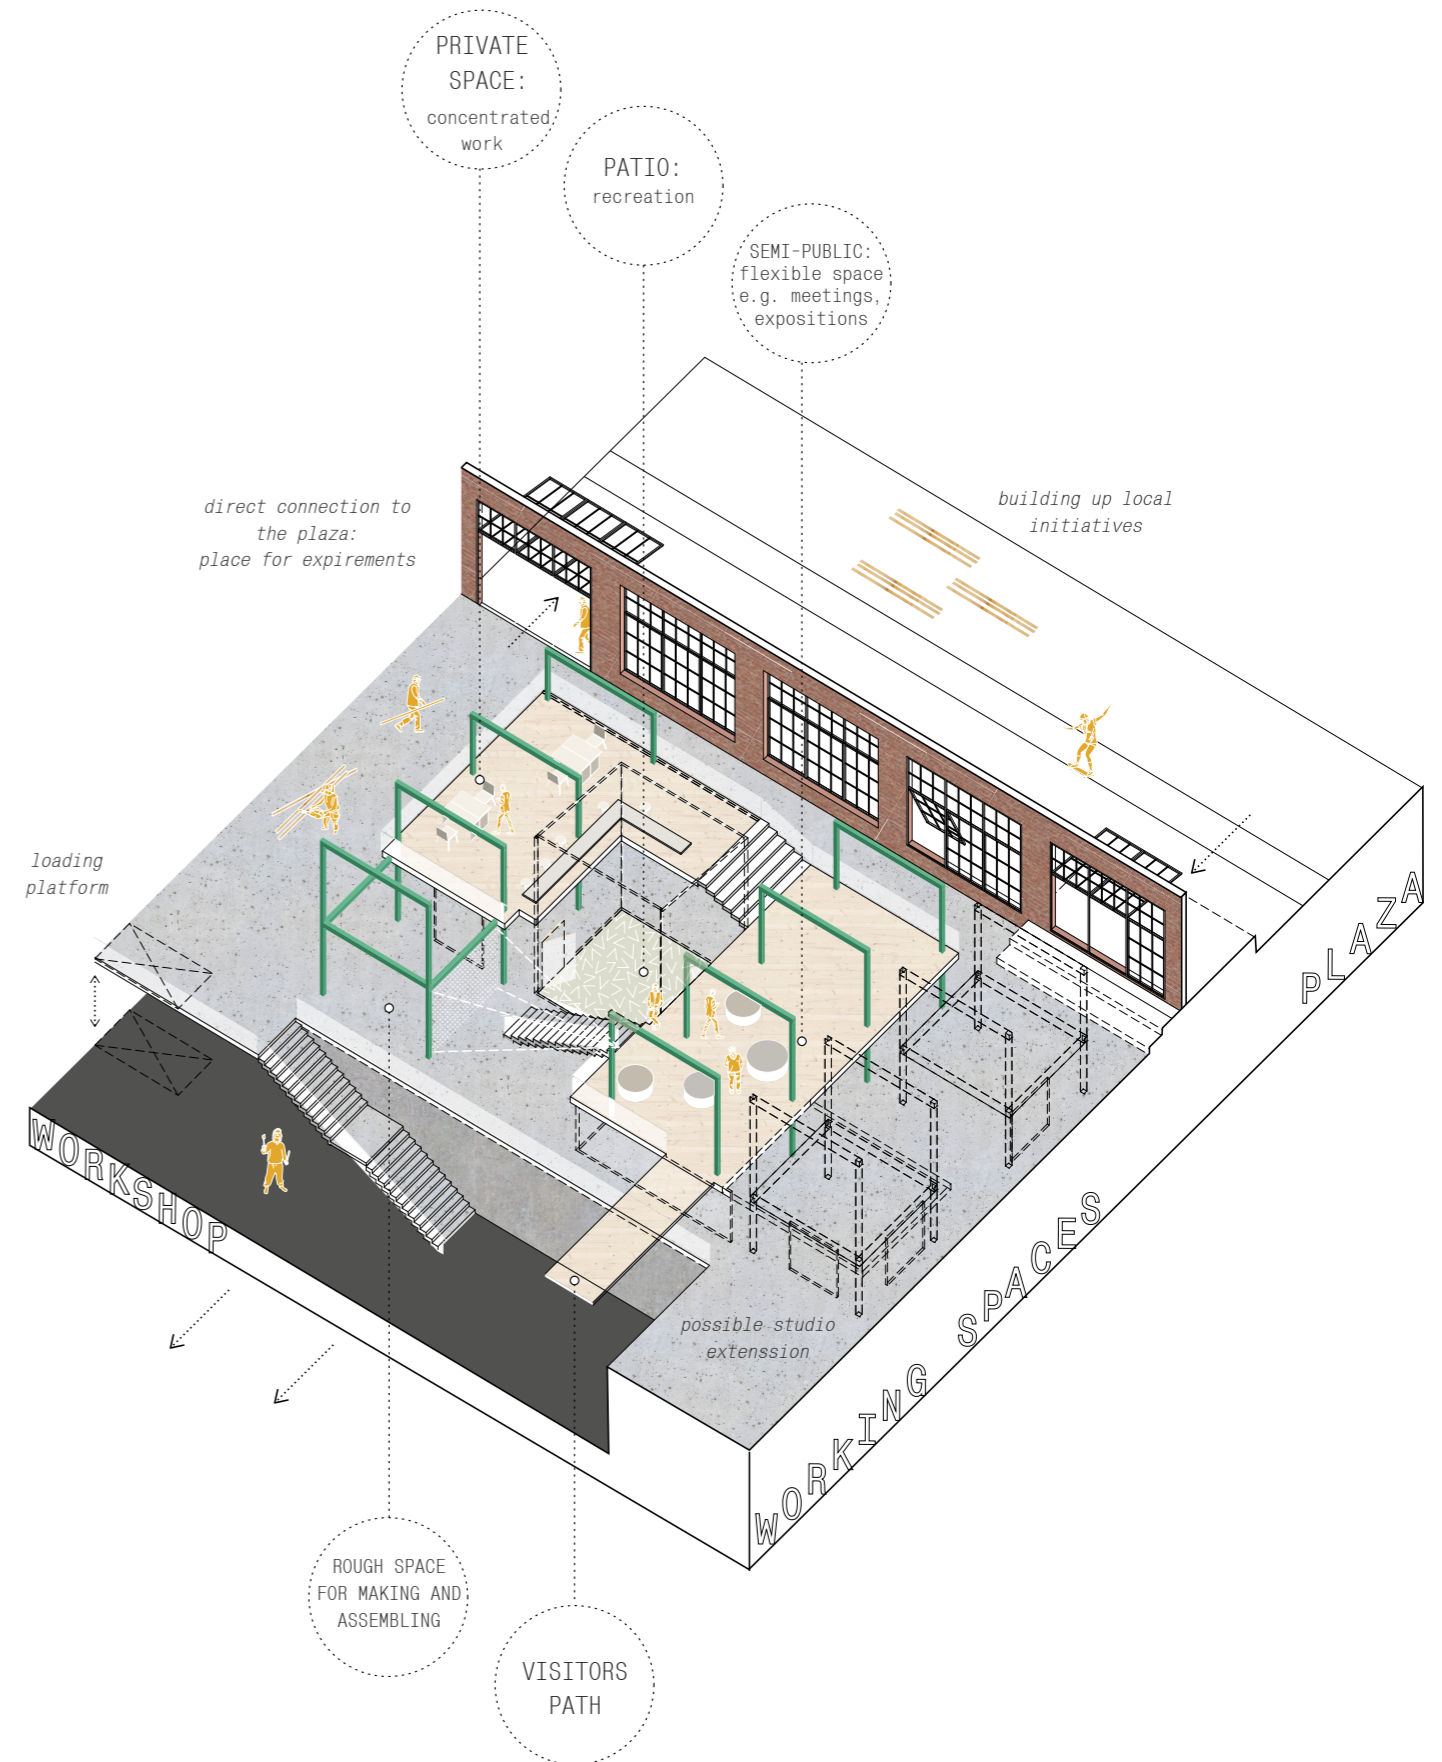 PRIVATE
SPACE:
concentrated
work
PATIO:
recreation
SEMI-PUBLIC:
flexible space
e.g. meetings,
expositions
direct connection to
the plaza:
place for expirements
building up local
initiatives
loading
platform
PLAZA
WORKSHOP
WORKING SPACES
possible studio
extenssion
ROUGH SPACE
FOR MAKING AND
ASSEMBLING
VISITORS
PATH